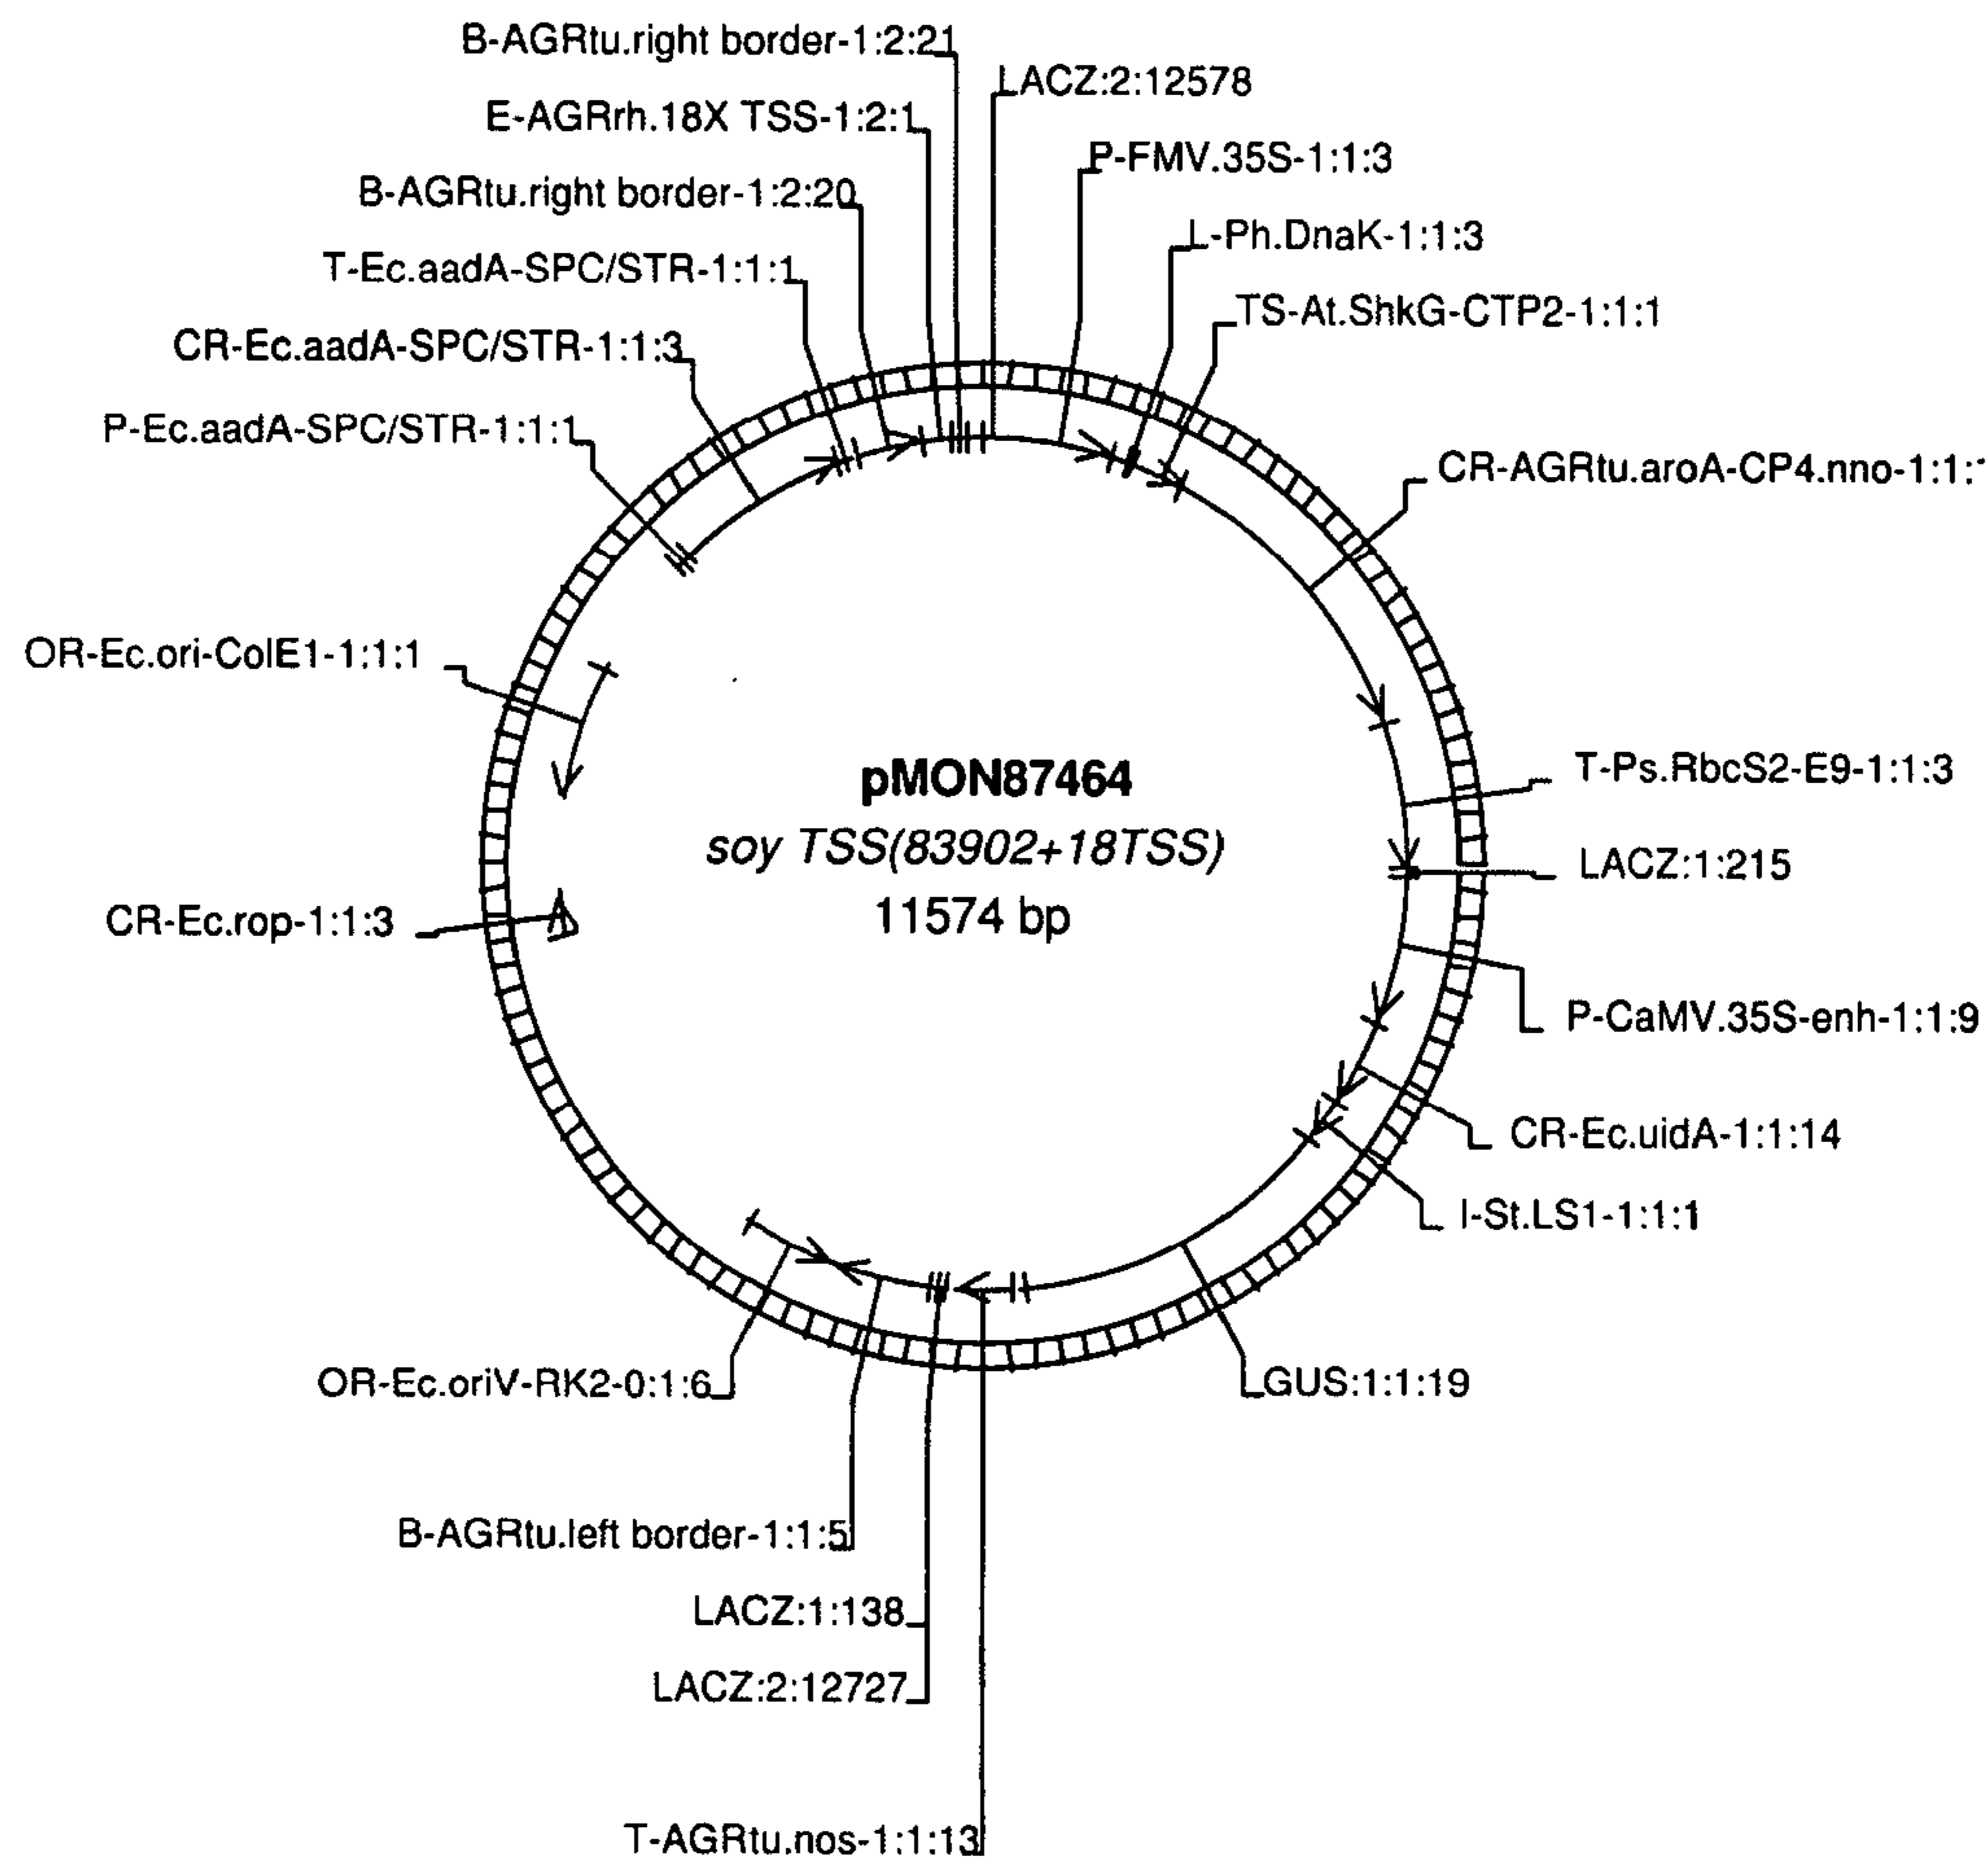 B-AGRtu.right border-1:2:21
LACZ:2:12578
E-AGRrh.18X TSS-1:2:1
P-FMV.35S-1:1:3
B-AGRtu.right border-1:2:20
L-Ph.DnaK-1:1:3
T-Ec.aadA-SPC/STR-1:1:1
TS-At.ShkG-CTP2-1:1:1
CR-Ec.aadA-SPC/STR-1:1:3
P-Ec.aadA-SPC/STR-1:1:1
CR-AGRtu.aroA-CP4.nno-1:1:
OR-Ec.ori-ColE1-1:1:1
pMON87464
T-Ps.RbcS2-E9-1:1:3
soy TSS(83902+18TSS)
LACZ:1:215
11574 bp
CR-Ec.rop-1:1:3
P-CaMV.35S-enh-1:1:9
CR-Ec.uidA-1:1:14
I-St.LS1-1:1:1
OR-Ec.oriV-RK2-0:1:6
GUS:1:1:19
B-AGRtu.left border-1:1:5
LACZ:1:138
LACZ:2:12727
T-AGRtu.nos-1:1:13